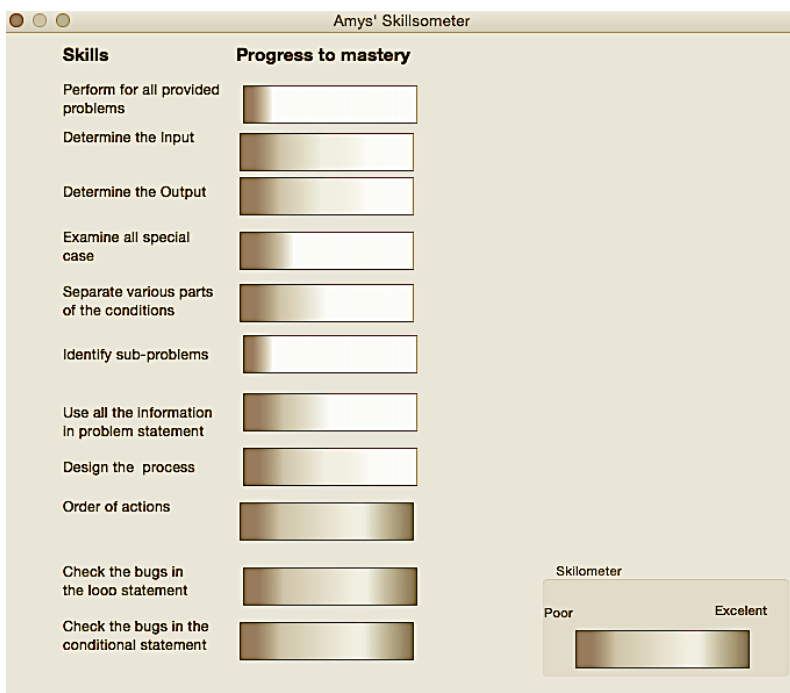 Amys' Skillsometer
Skills Progress to mastery
Perform for all provided
problems
Determine the Input
Determine the Output
Examine all special
case
Separate various parts
of the conditions
Identify sub-problems
Use all the information
in problem statement
Design the process
Order of actions
Check the bugs in
the loop statement
Check the bugs in the
conditional statement
Skilometer
Poor Excelent